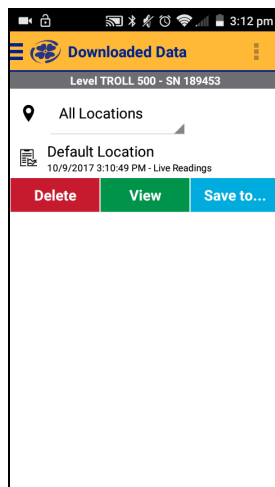 3:12 pm
Downloaded Data
Level TROLL 500 - SN 189453
All Locations
Default Location
10/9/2017 3:10:49 PM - Live Readings
Delete View Save to...